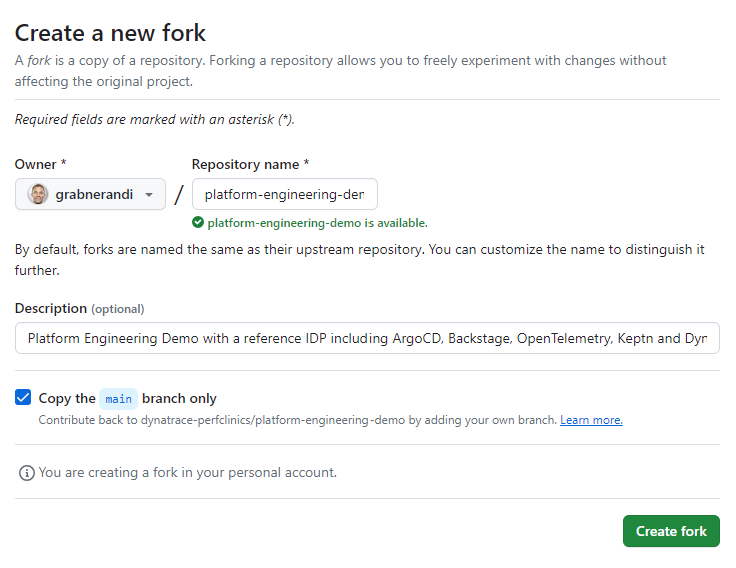 Create a new fork
A fork is a copy of a repository. Forking a repository allows you to freely experiment with changes without
affecting the original project.
Required fields are marked with an asterisk (*).
Owner *
Repository name *
grabnerandi
/
platform-engineering-der
platform-engineering-demo is available.
By default, forks are named the same as their upstream repository. You can customize the name to distinguish it
further.
Description (optional)
Platform Engineering Demo with a reference IDP including ArgoCD, Backstage, OpenTelemetry, Keptn and Dyn
Copy the main branch only
Contribute back to dynatrace-perfclinics/platform-engineering-demo by adding your own branch. Learn more.
You are creating a fork in your personal account.
Create fork